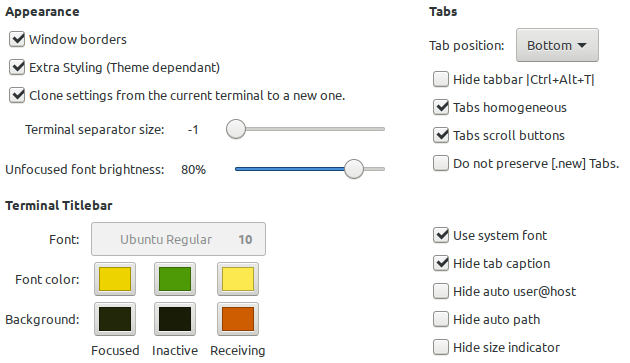 Appearance
Window borders
Extra Styling (Theme dependant)
Clone settings from the current terminal to a new one.
Terminal separator size: -1
Unfocused font brightness: 80%
Tabs
Tab position: Bottom
Hide tabbar |Ctrl+Alt+T|
Tabs homogeneous
Tabs scroll buttons
Do not preserve [.new] Tabs.
Terminal Titlebar
Font: Ubuntu Regular 10
Font color:
Background:
Focused Inactive Receiving
Use system font
Hide tab caption
Hide auto user@host
Hide auto path
Hide size indicator